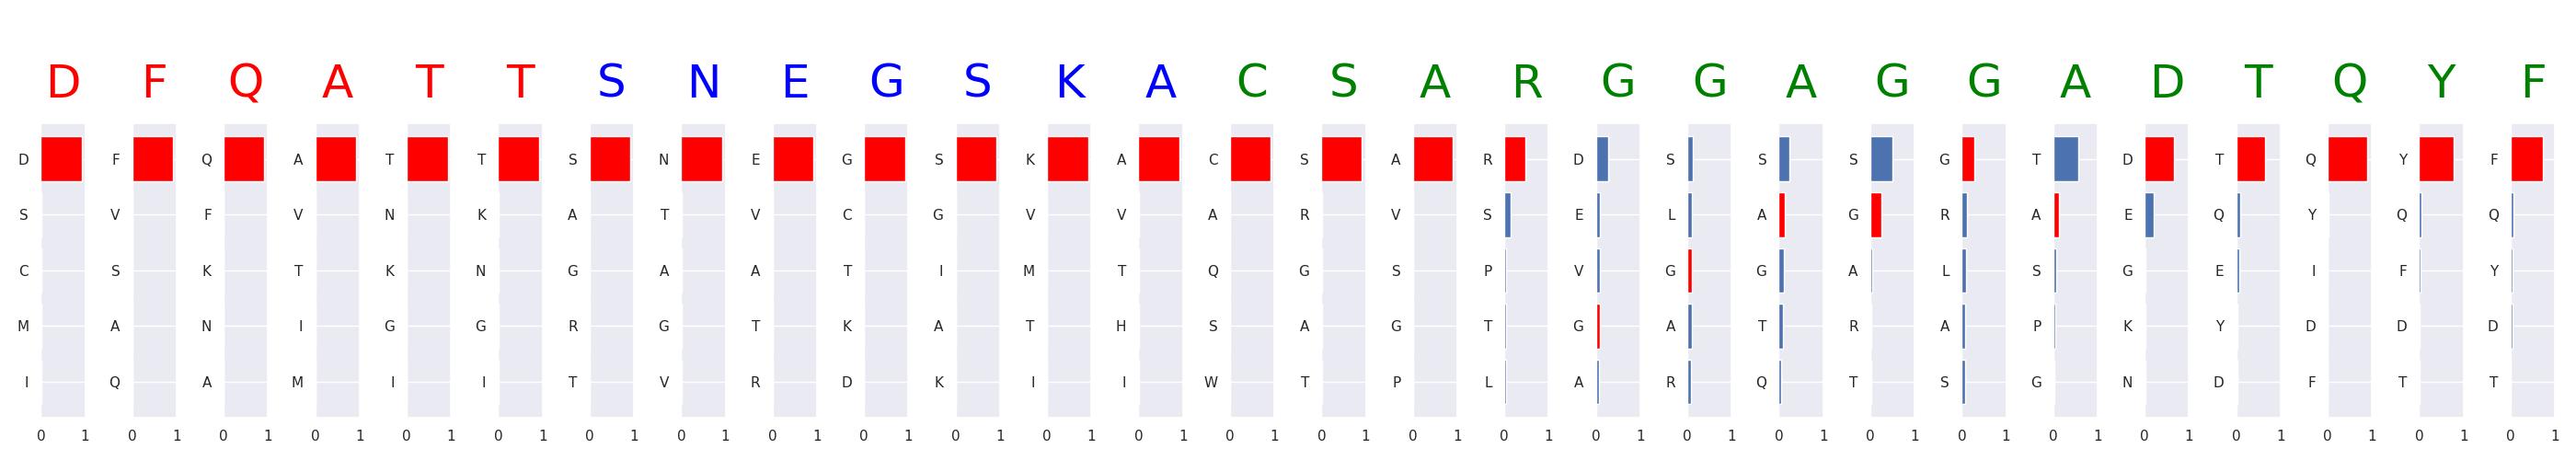 D F Q A T T S N E G S K A C S A R G G A G G A D T Q Y F
D F Q A T T S N E G S K A C S A R D S S S G T D T Q Y F
S V F V N K A T V C G V V A R V S E L A G R A E Q Y Q Q
C S K T K N G A A T I M T Q G S P V G G A L S G E I F Y
M A N I G G R G T K A T H S A G T G A T R A P K Y D D D
I Q A M I I T V R D K I I W T P L A R Q T S G N D F T T
0 1 0 1 0 1 0 1 0 1 0 1 0 1 0 1 0 1 0 1 0 1 0 1 0 1 0 1 0 1 0 1 0 1 0 1 0 1 0 1 0 1 0 1 0 1 0 1 0 1 0 1 0 1 0 1